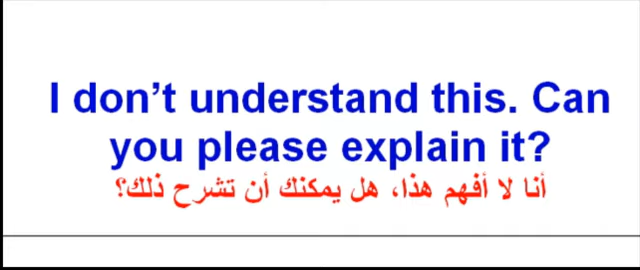 I don’t understand this. Can
you please explain it?
أنا لا أفهم هذا، هل يمكنك أن تشرح ذلك؟